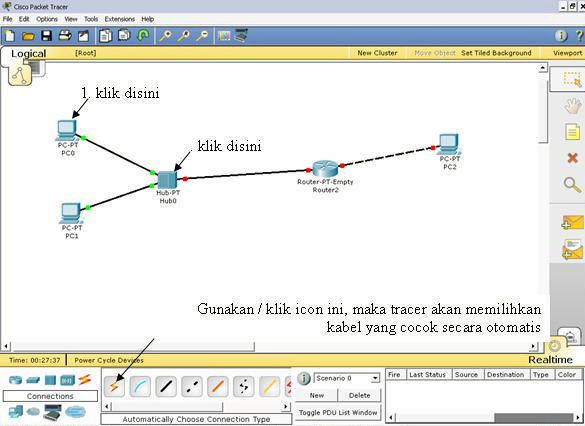 Cisco Packet Tracer
File Edit Options View Tools Extensions Help
Logical [Root] New Cluster Move Object Set Tiled Background Viewport
1. klik disini
PC-PT
PC0
klik disini
PC-PT
PC2
Hub-PT
Hub0
Router-PT-Empty
Router2
PC-PT
PC1
Gunakan / klik icon ini, maka tracer akan memilihkan
kabel yang cocok secara otomatis
Time: 00:27:37 Power Cycle Devices Realtime
Connections
Automatically Choose Connection Type
Scenario 0
New Delete
Toggle PDU List Window
Fire Last Status Source Destination Type Color